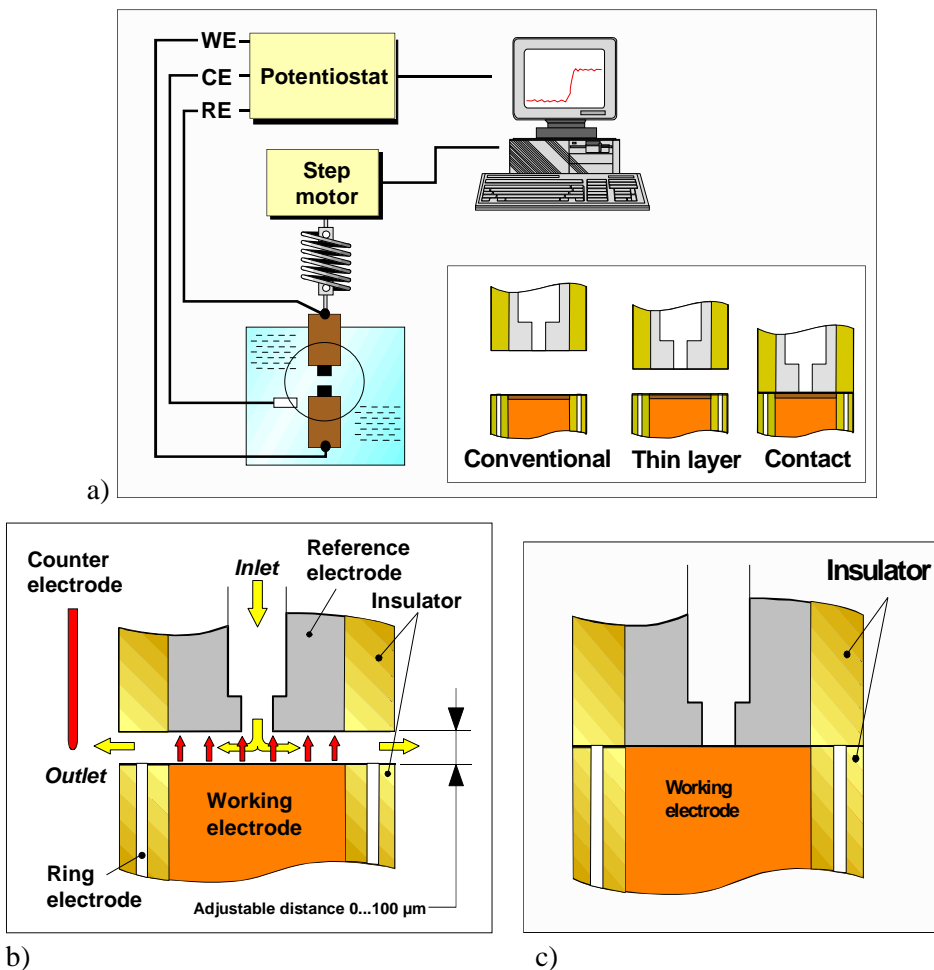 WE
CE
RE
Potentiostat
Step
motor
Conventional
Thin layer
Contact
a)
Counter
electrode
Inlet
Reference
electrode
Insulator
Outlet
Working
electrode
Ring
electrode
Adjustable distance 0...100 µm
b)
Insulator
Working
electrode
c)